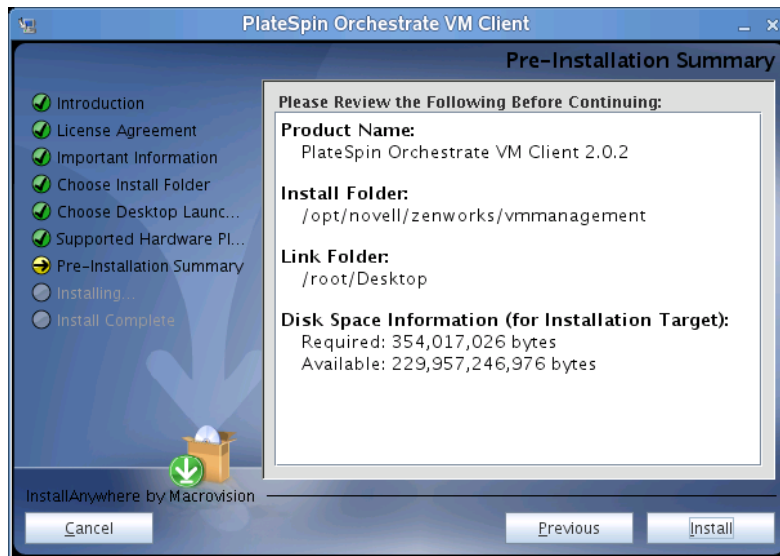 PlateSpin Orchestrate VM Client
Pre-Installation Summary
Introduction
License Agreement
Important Information
Choose Install Folder
Choose Desktop Launc...
Supported Hardware Pl...
Pre-Installation Summary
Installing...
Install Complete
Please Review the Following Before Continuing:
Product Name:
PlateSpin Orchestrate VM Client 2.0.2
Install Folder:
/opt/novell/zenworks/vmmanagement
Link Folder:
/root/Desktop
Disk Space Information (for Installation Target):
Required: 354,017,026 bytes
Available: 229,957,246,976 bytes
InstallAnywhere by Macrovision
Cancel
Previous
Install